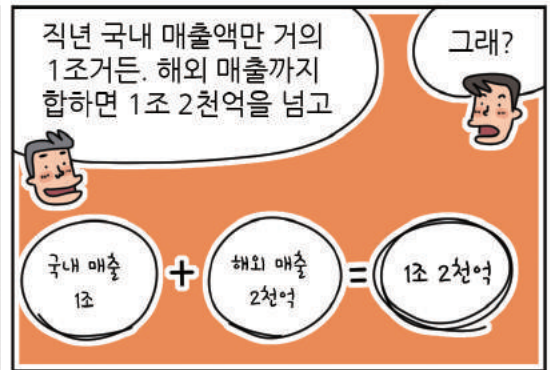 직년 국내 매출액만 거의
1조거든. 해외 매출까지
합하면 1조 2천억을 넘고
그래?
국내 매출
1조
+
해외 매출
2천억
=
1조 2천억